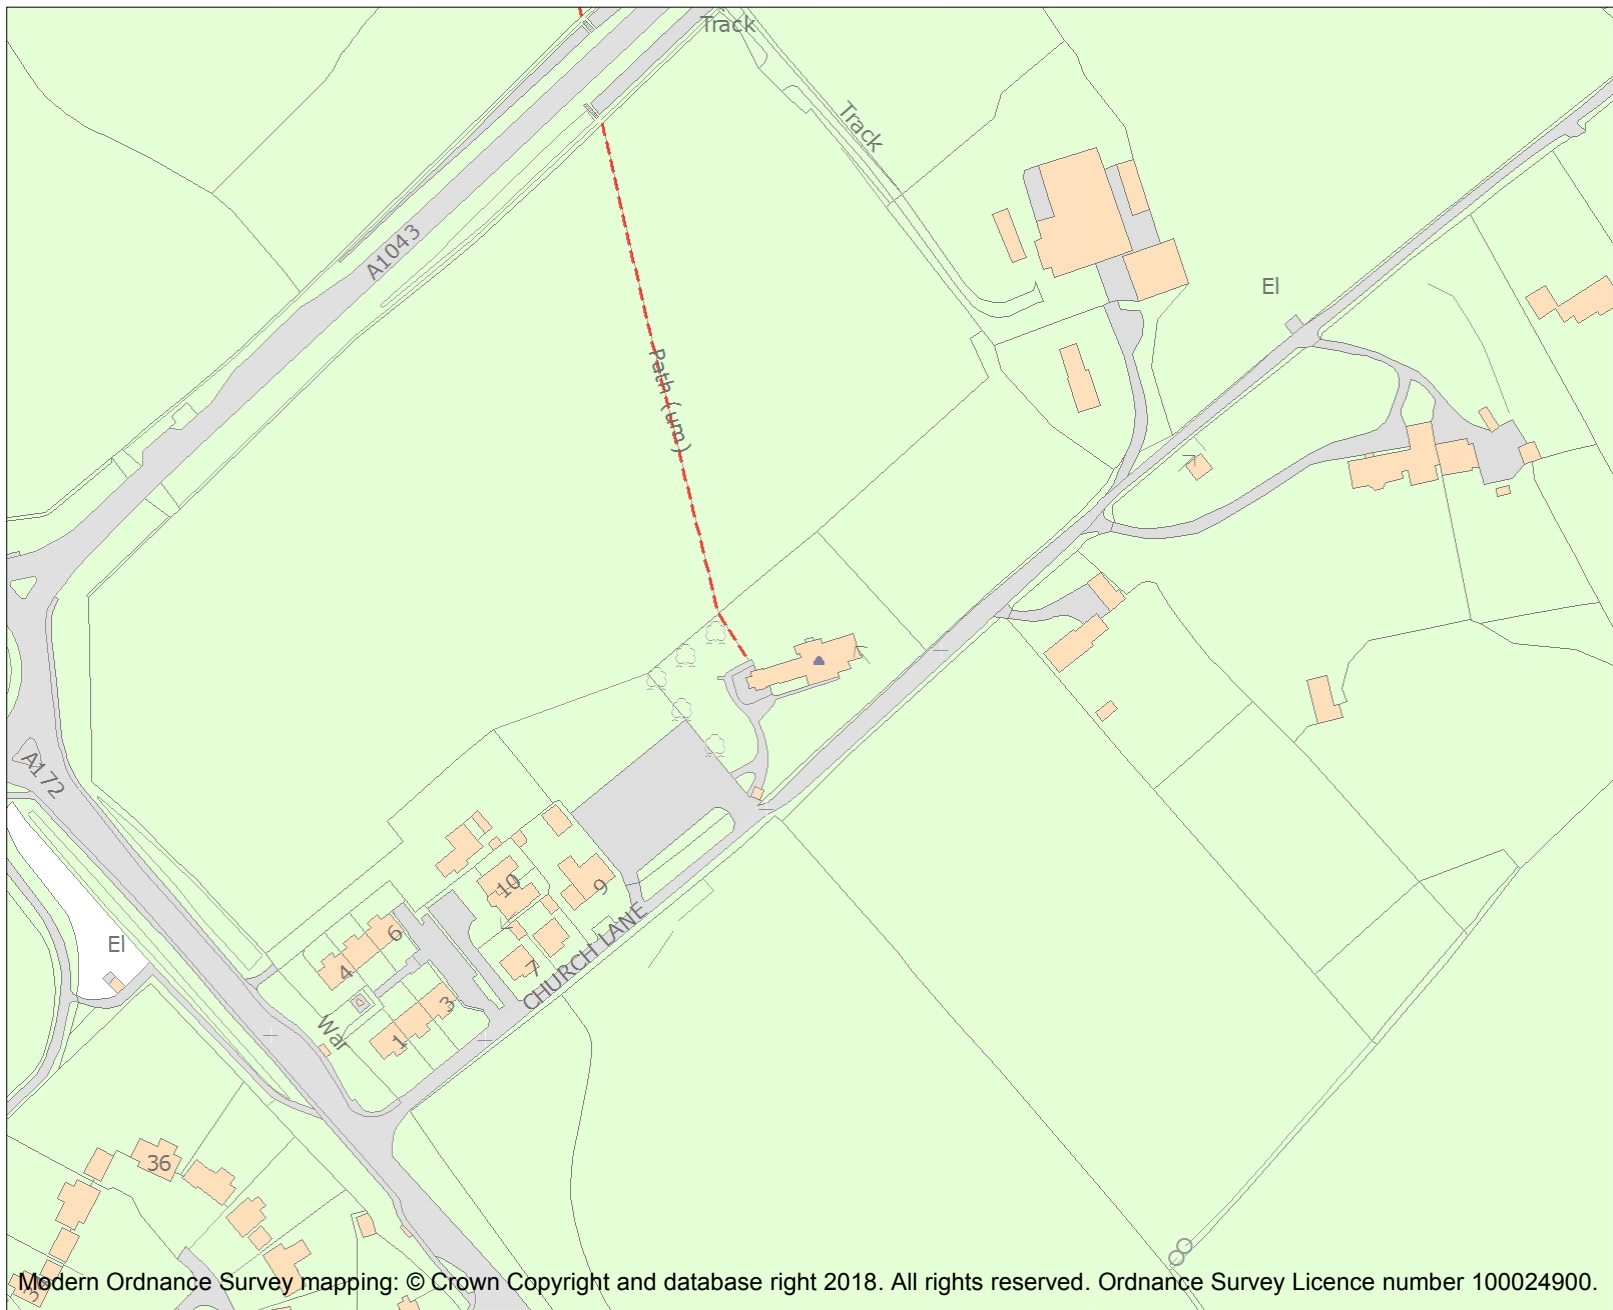 Track
Track
A1043
El
Path (um)
A172
10
9
6
El
4
7
CHURCH LANE
3
War
1
36
Modern Ordnance Survey mapping: © Crown Copyright and database right 2018. All rights reserved. Ordnance Survey Licence number 100024900.